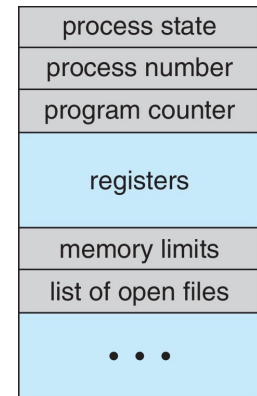 process state
process number
program counter
registers
memory limits
list of open files
• • •